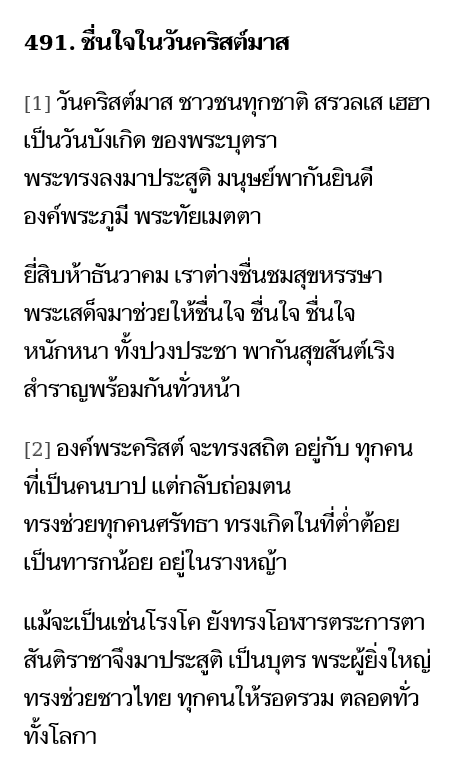 491. ชื่นใจในวันคริสต์มาส
[1] วันคริสต์มาส ชาวชนทุกชาติ สรวลเส เฮฮา
เป็นวันบังเกิด ของพระบุตรา
พระทรงลงมาประสูติ มนุษย์พากันยินดี
องค์พระภูมี พระทัยเมตตา
ยี่สิบห้าธันวาคม เราต่างชื่นชมสุขหรรษา
พระเสด็จมาช่วยให้ชื่นใจ ชื่นใจ ชื่นใจ
หนักหนา ทั้งปวงประชา พากันสุขสันต์เริง
สำราญพร้อมกันทั่วหน้า
[2] องค์พระคริสต์ จะทรงสถิต อยู่กับ ทุกคน
ที่เป็นคนบาป แต่กลับถ่อมตน
ทรงช่วยทุกคนศรัทธา ทรงเกิดในที่ต่ำต้อย
เป็นทารกน้อย อยู่ในรางหญ้า
แม้จะเป็นเช่นโรงโค ยังทรงโอฬารตระการตา
สันติราชาจึงมาประสูติ เป็นบุตร พระผู้ยิ่งใหญ่
ทรงช่วยชาวไทย ทุกคนให้รอดรวม ตลอดทั่ว
ทั้งโลกา